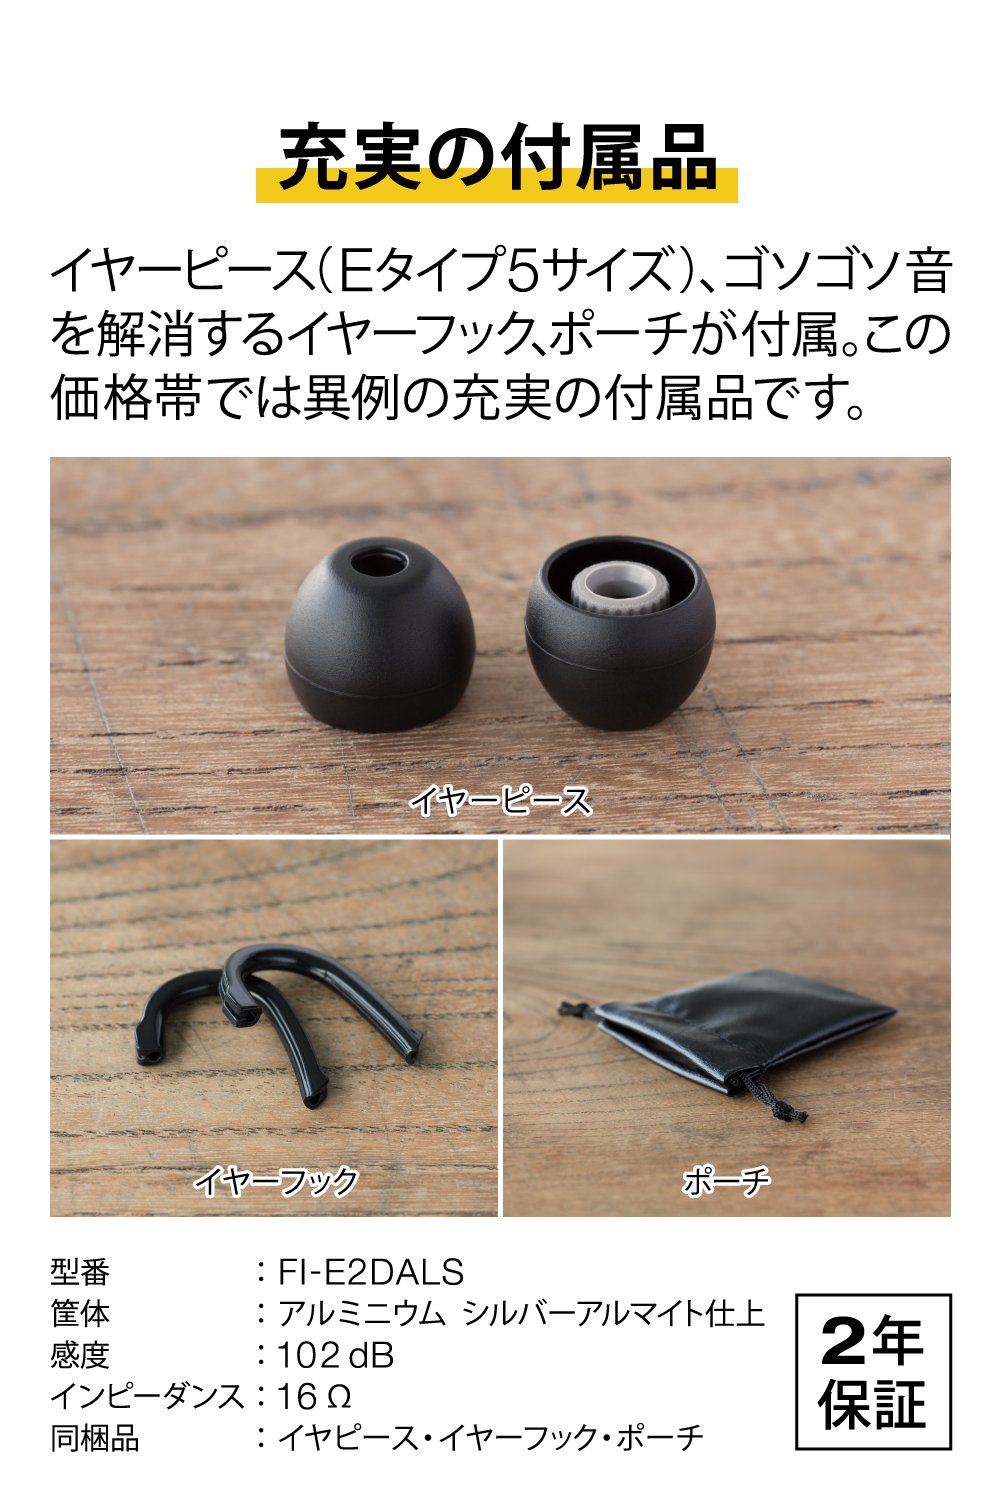 充実の付属品
イヤーピース(Eタイプ5サイズ)、ゴソゴソ音
を解消するイヤーフック、ポーチが付属。この
価格帯では異例の充実の付属品です。
イヤーピース
イヤーフック
ポーチ
型番 : FI-E2DALS
筐体 : アルミニウム シルバーアルマイト仕上
感度 : 102 dB
インピーダンス : 16 Ω
同梱品 : イヤピース・イヤーフック・ポーチ
2年
保証